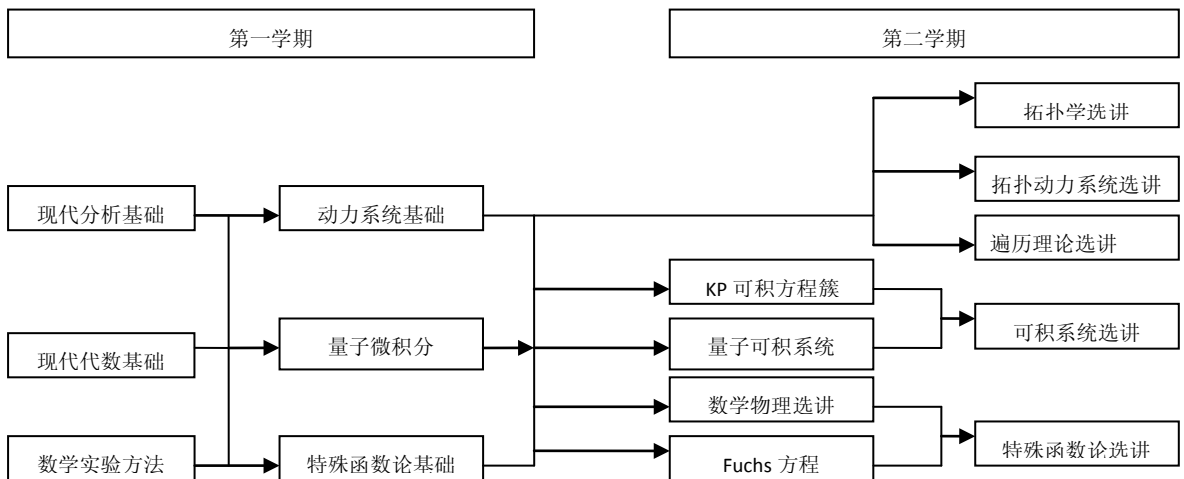 第一学期
第二学期
拓扑学选讲
现代分析基础
动力系统基础
拓扑动力系统选讲
遍历理论选讲
KP 可积方程簇
现代代数基础
量子微积分
量子可积系统
可积系统选讲
数学物理选讲
数学实验方法
特殊函数论基础
Fuchs 方程
特殊函数论选讲